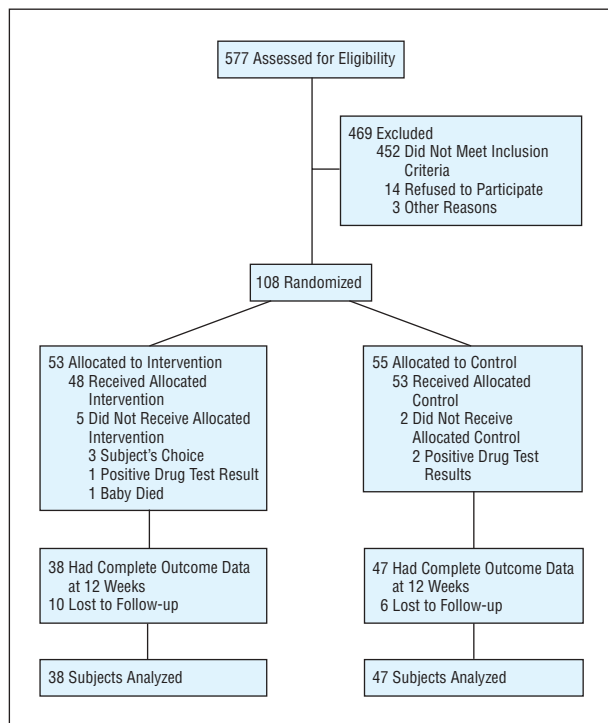 577 Assessed for Eligibility
469 Excluded
452 Did Not Meet Inclusion
Criteria
14 Refused to Participate
3 Other Reasons
108 Randomized
53 Allocated to Intervention
48 Received Allocated
Intervention
5 Did Not Receive Allocated
Intervention
3 Subject's Choice
1 Positive Drug Test Result
1 Baby Died
55 Allocated to Control
53 Received Allocated
Control
2 Did Not Receive
Allocated Control
2 Positive Drug Test
Results
38 Had Complete Outcome Data
at 12 Weeks
10 Lost to Follow-up
47 Had Complete Outcome Data
at 12 Weeks
6 Lost to Follow-up
38 Subjects Analyzed
47 Subjects Analyzed